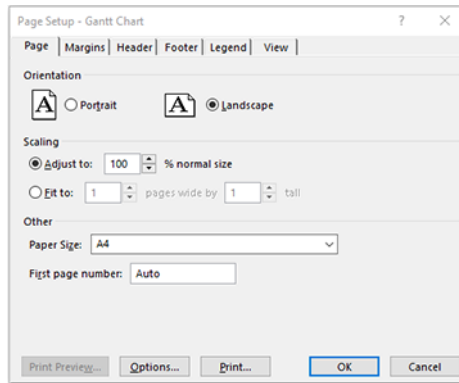 Page Setup - Gantt Chart
Page Margins Header Footer Legend View
Orientation
A Portrait A Landscape
Scaling
Adjust to: 100 % normal size
Fit to: 1 pages wide by 1 tall
Other
Paper Size: A4
First page number: Auto
Print Preview... Options... Print... OK Cancel